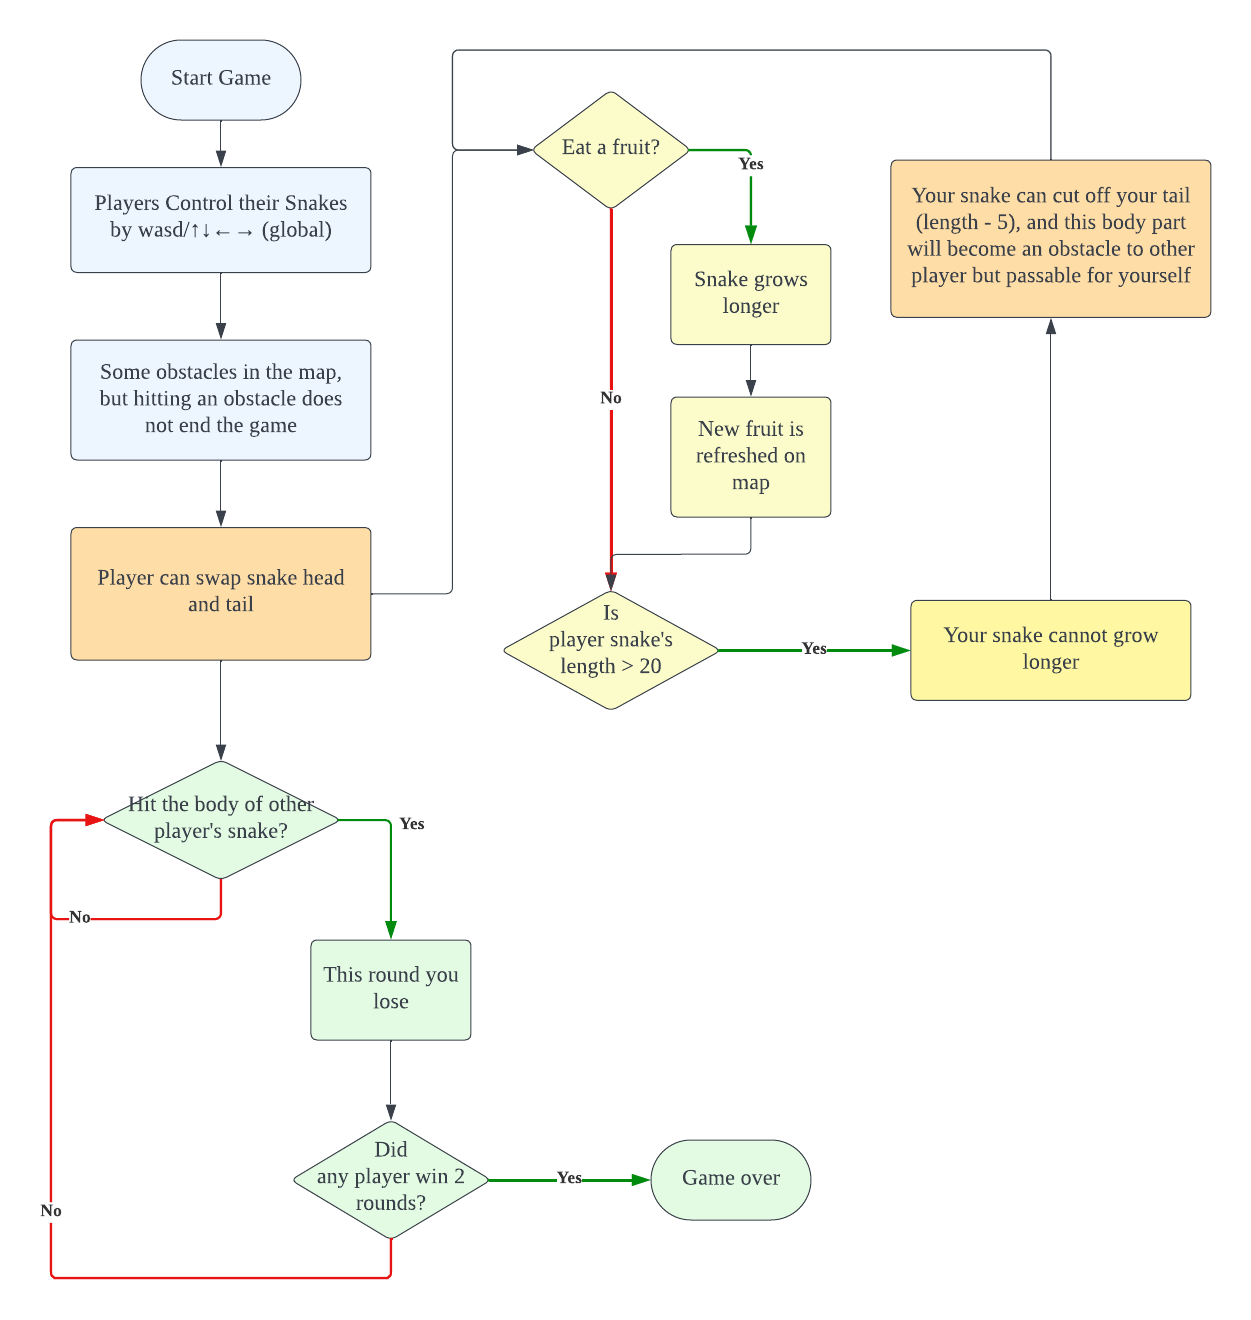 Start Game
Players Control their Snakes
by wasd/↑↓←→ (global)
Some obstacles in the map,
but hitting an obstacle does
not end the game
Player can swap snake head
and tail
Eat a fruit?
Yes
Snake grows
longer
New fruit is
refreshed on
map
No
Is
player snake's
length > 20
Yes
Your snake cannot grow
longer
Your snake can cut off your tail
(length - 5), and this body part
will become an obstacle to other
player but passable for yourself
Hit the body of other
player's snake?
Yes
No
This round you
lose
Did
any player win 2
rounds?
Yes
Game over
No